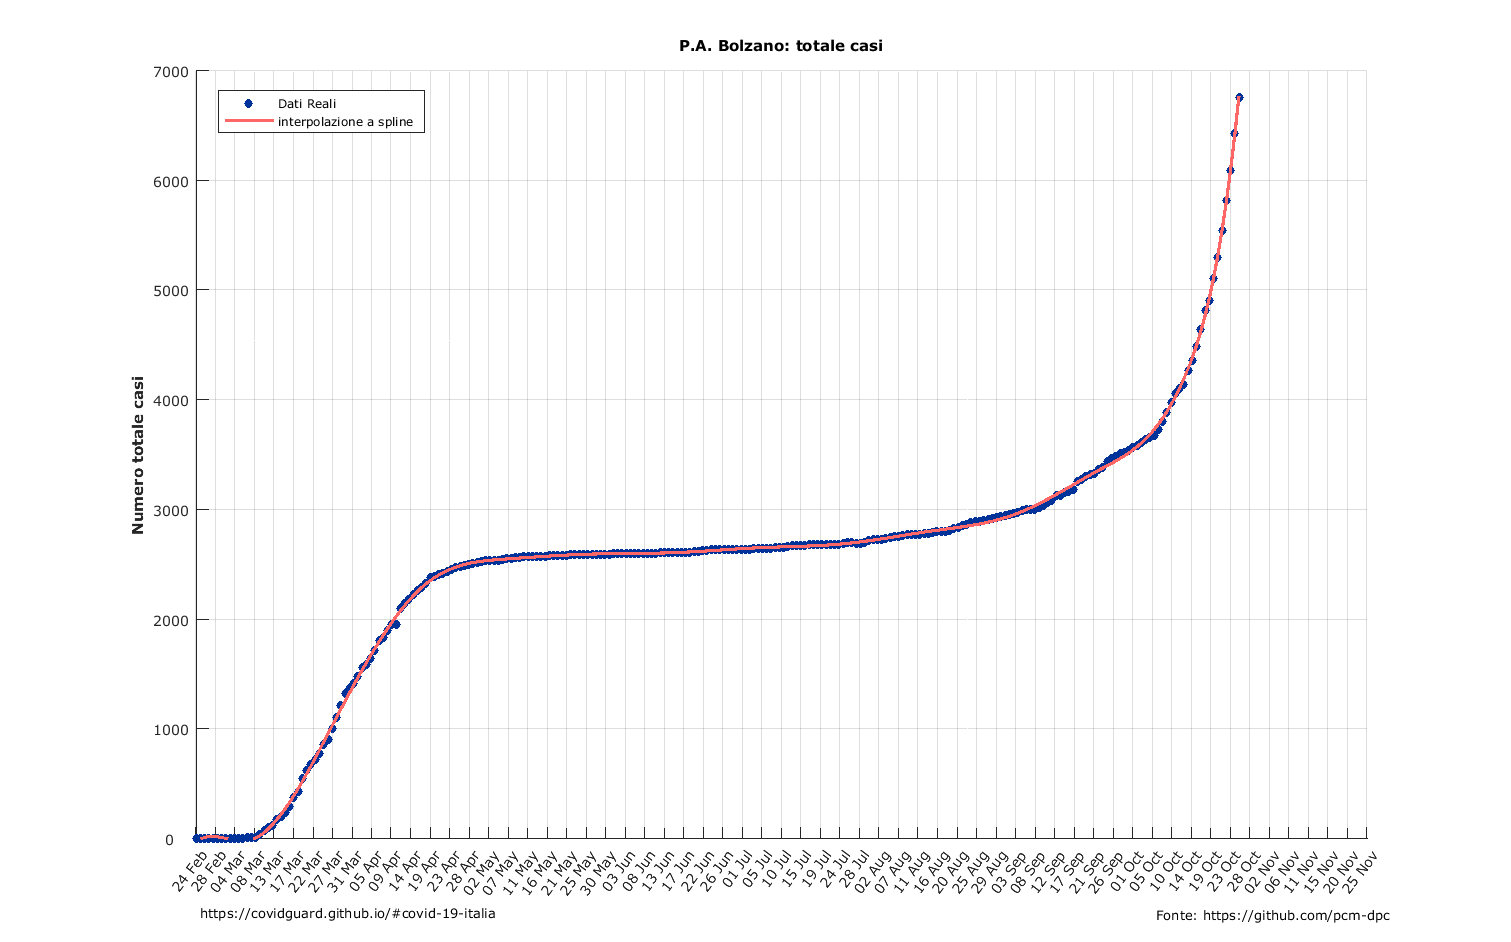 P.A. Bolzano: totale casi
7000
Dati Reali
interpolazione a spline
6000
5000
4000
3000
2000
1000
0
Numero totale casi
24 Feb
28 Feb
04 Mar
08 Mar
13 Mar
17 Mar
22 Mar
27 Mar
31 Mar
05 Apr
09 Apr
14 Apr
19 Apr
23 Apr
28 Apr
02 May
07 May
11 May
16 May
21 May
25 May
30 May
03 Jun
08 Jun
13 Jun
17 Jun
22 Jun
26 Jun
01 Jul
05 Jul
10 Jul
15 Jul
19 Jul
24 Jul
28 Jul
02 Aug
07 Aug
11 Aug
16 Aug
20 Aug
25 Aug
29 Aug
03 Sep
08 Sep
12 Sep
17 Sep
21 Sep
26 Sep
01 Oct
05 Oct
10 Oct
14 Oct
19 Oct
23 Oct
28 Oct
02 Nov
06 Nov
11 Nov
15 Nov
20 Nov
25 Nov
https://covidguard.github.io/#covid-19-italia
Fonte: https://github.com/pcm-dpc